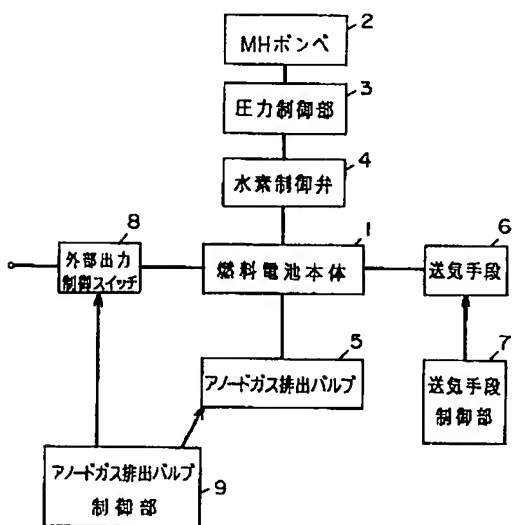 2
MHボンベ
3
圧力制御部
4
水素制御弁
8
1
6
外部出力
制御スイッチ
燃料電池本体
送気手段
5
7
アノードガス排出バルブ
送気手段
制御部
アノードガス排出バルブ
制御部
9